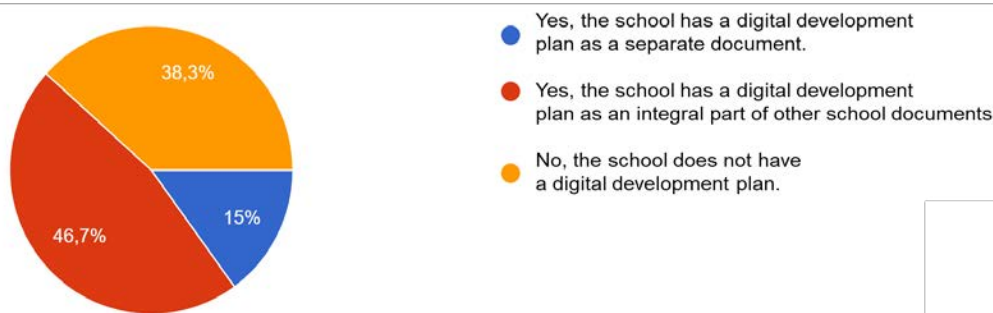 38,3%
46,7%
15%
Yes, the school has a digital development
plan as a separate document.
Yes, the school has a digital development
plan as an integral part of other school documents
No, the school does not have
a digital development plan.